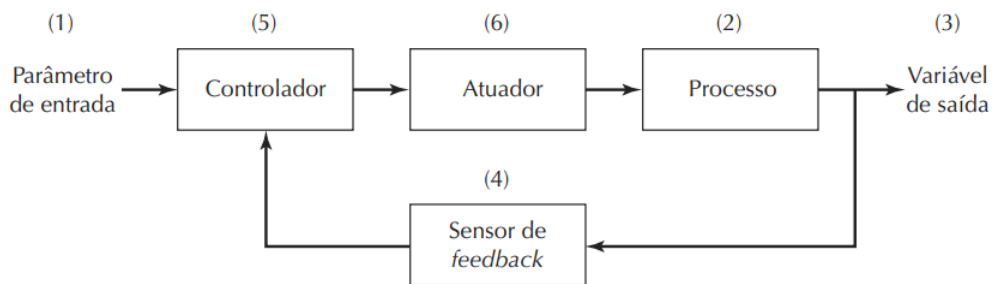 (1) (5) (6) (2) (3)
Parâmetro
de entrada
Controlador
Atuador
Processo
Variável
de saída
(4)
Sensor de
feedback